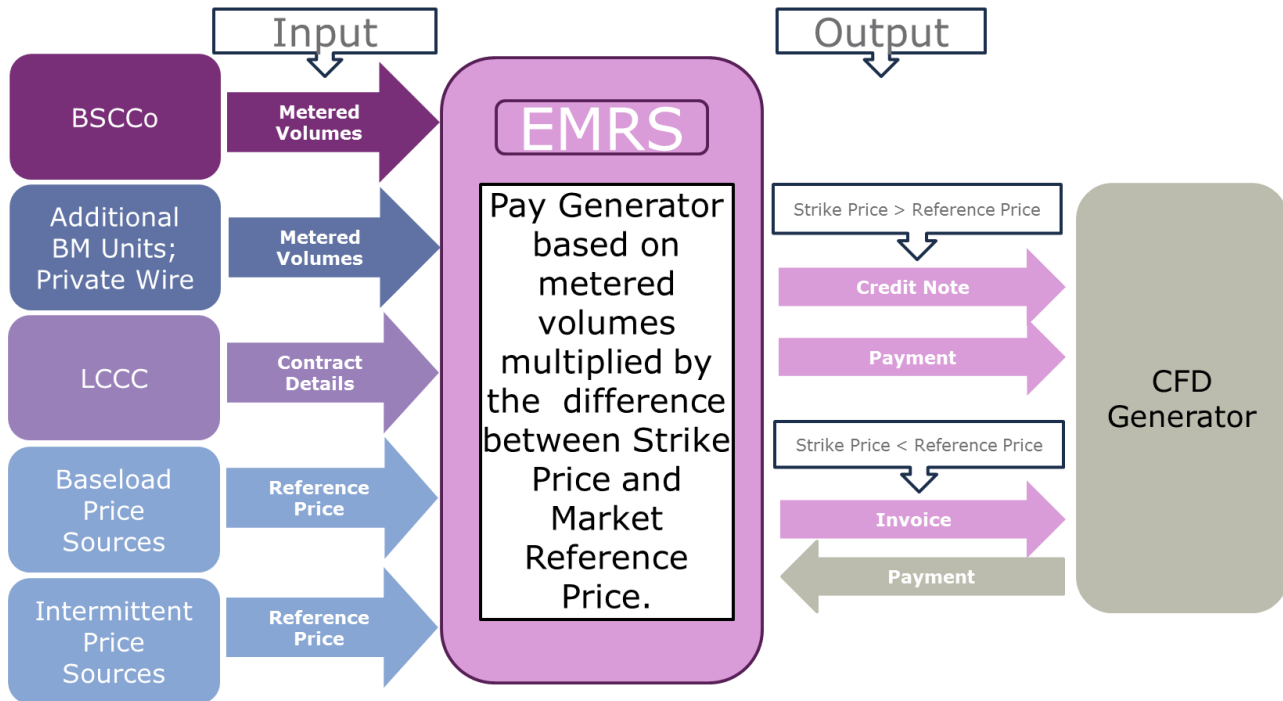 Input
Output
BSCCo
Metered
Volumes
EMRS
Additional
BM Units;
Private Wire
Metered
Volumes
LCCC
Contract
Details
Baseload
Price
Sources
Reference
Price
Intermittent
Price
Sources
Reference
Price
Pay Generator
based on
metered
volumes
multiplied by
the  difference
between Strike
Price and
Market
Reference
Price.
Strike Price > Reference Price
Credit Note
Payment
Strike Price < Reference Price
Invoice
Payment
CFD
Generator